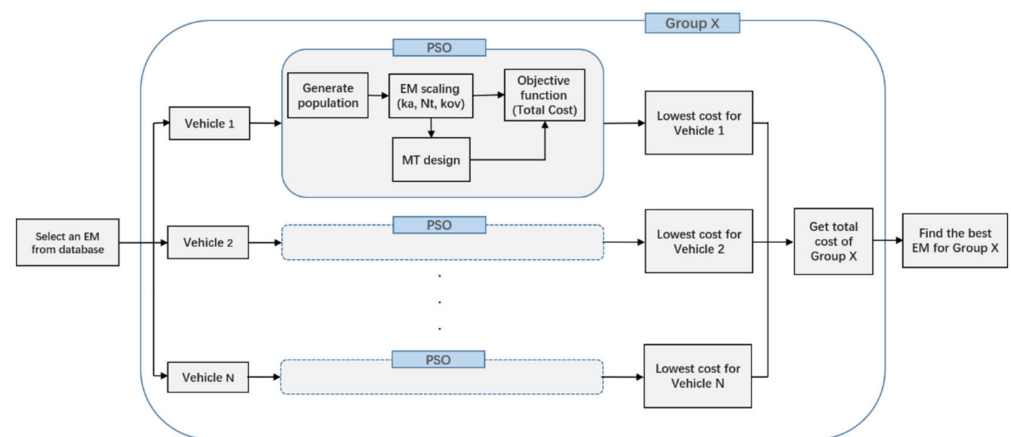 Group X
PSO
Generate
population
EM scaling
(ka, Nt, kov)
Objective
function
(Total Cost)
MT design
Vehicle 1
Lowest cost for
Vehicle 1
Select an EM
from database
Vehicle 2
PSO
Lowest cost for
Vehicle 2
Get total
cost of
Group X
Find the best
EM for Group X
Vehicle N
PSO
Lowest cost for
Vehicle N